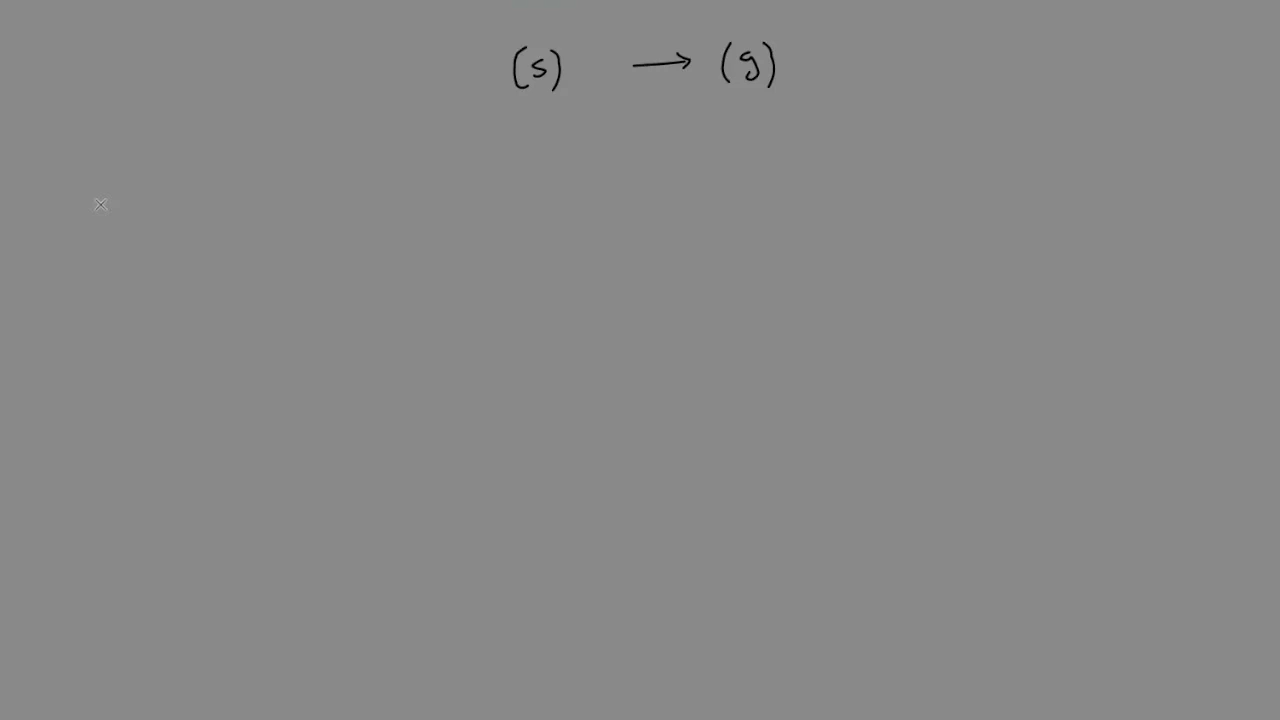 (s) → (g)